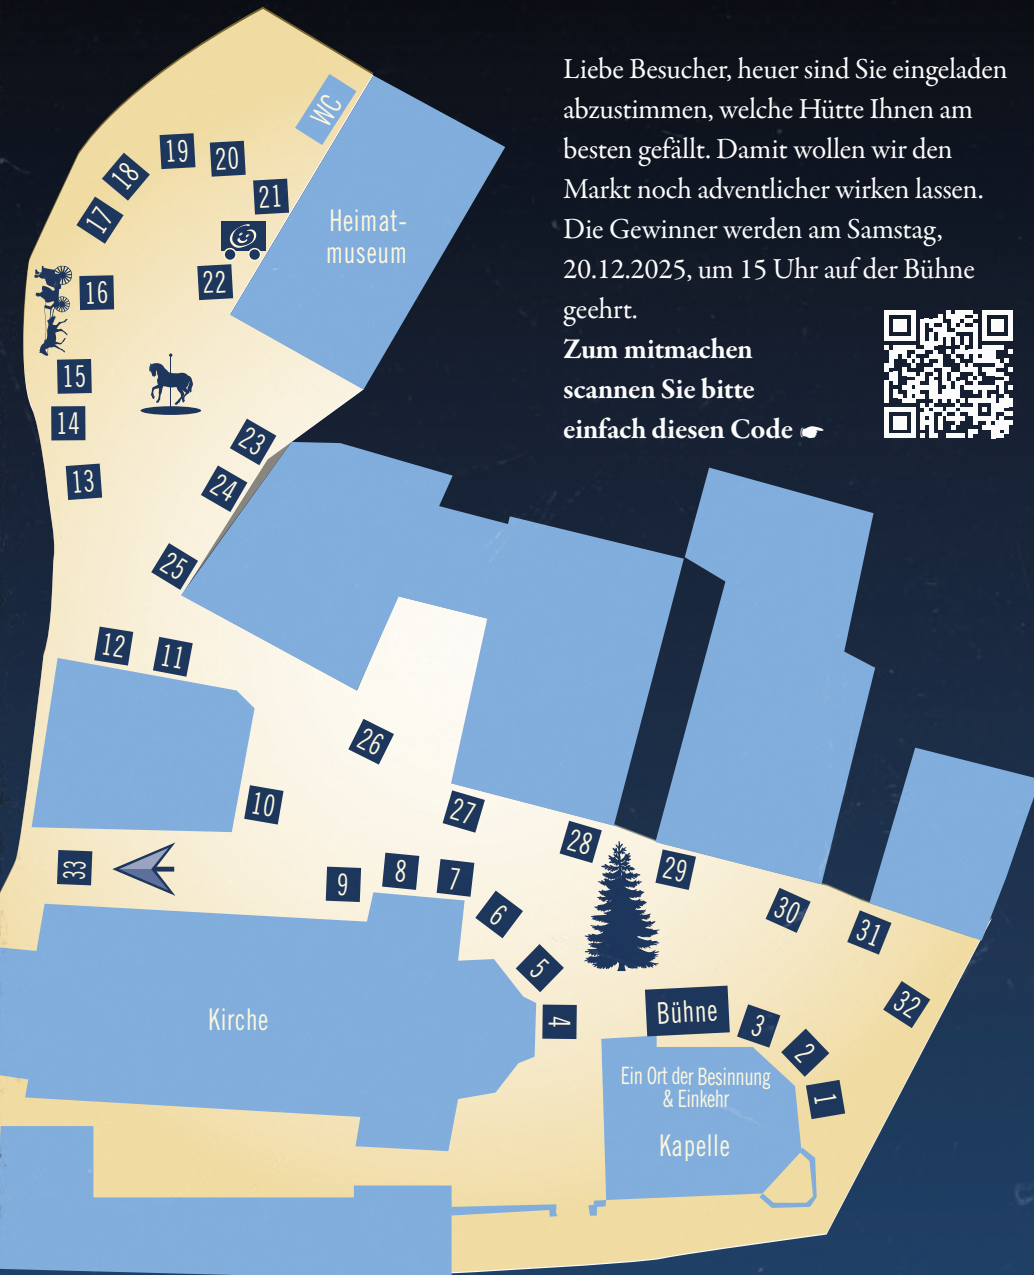 Liebe Besucher, heuer sind Sie eingeladen
abzustimmen, welche Hütte Ihnen am
besten gefällt. Damit wollen wir den
Markt noch adventlicher wirken lassen.
Die Gewinner werden am Samstag,
20.12.2025, um 15 Uhr auf der Bühne
geehrt.
Zum mitmachen
scannen Sie bitte
einfach diesen Code
WC
19
20
18
21
17
Heimat-
museum
22
16
15
14
23
13
24
25
12
11
26
10
27
28
33
9
8
7
29
6
30
31
5
32
Kirche
4
Bühne
3
2
1
Ein Ort der Besinnung
& Einkehr
Kapelle